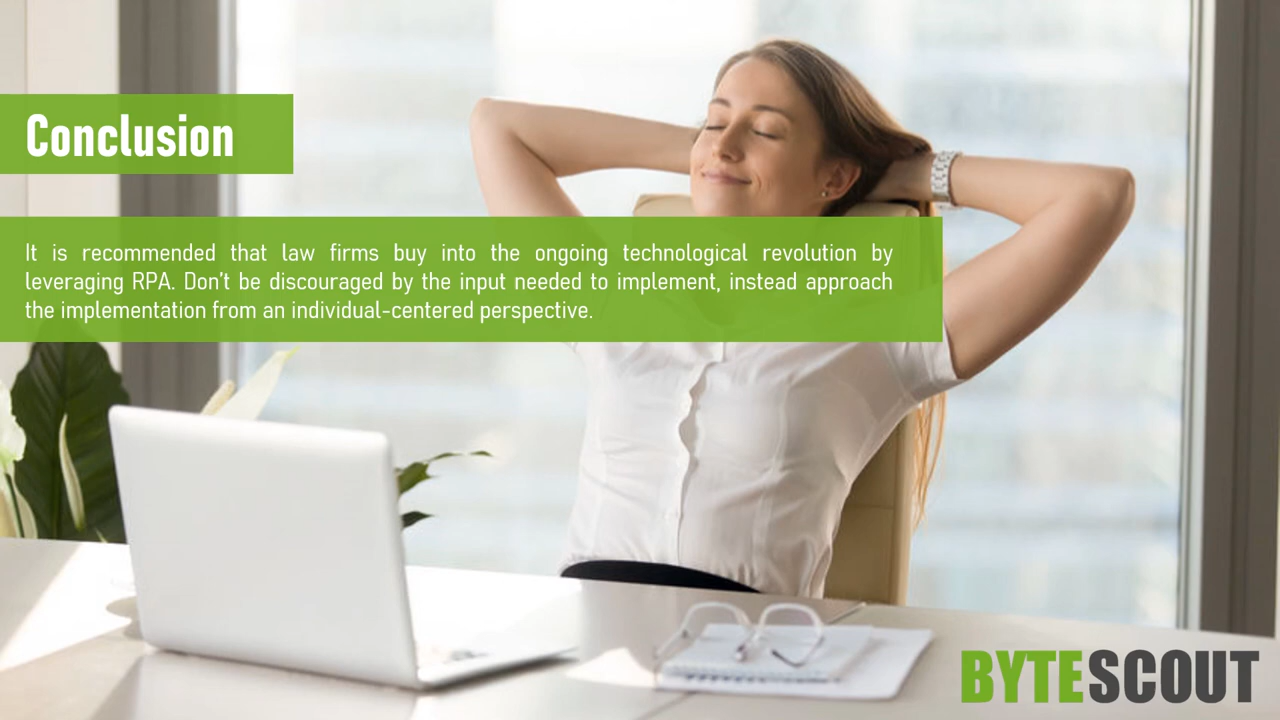 Conclusion
It is recommended that law firms buy into the ongoing technological revolution by
leveraging RPA. Don't be discouraged by the input needed to implement, instead approach
the implementation from an individual-centered perspective.
BYTESCOUT